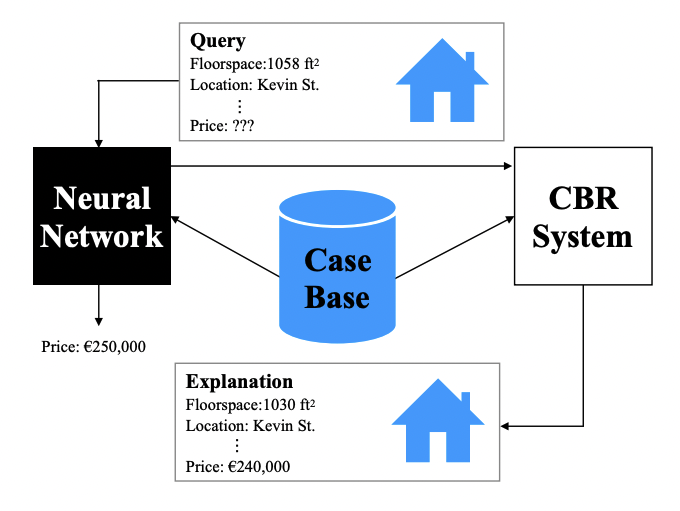 Query
Floorspace:1058 ft²
Location: Kevin St.
⋮
Price: ???
Neural
Network
CBR
System
Case
Base
Price: €250,000
Explanation
Floorspace:1030 ft²
Location: Kevin St.
⋮
Price: €240,000